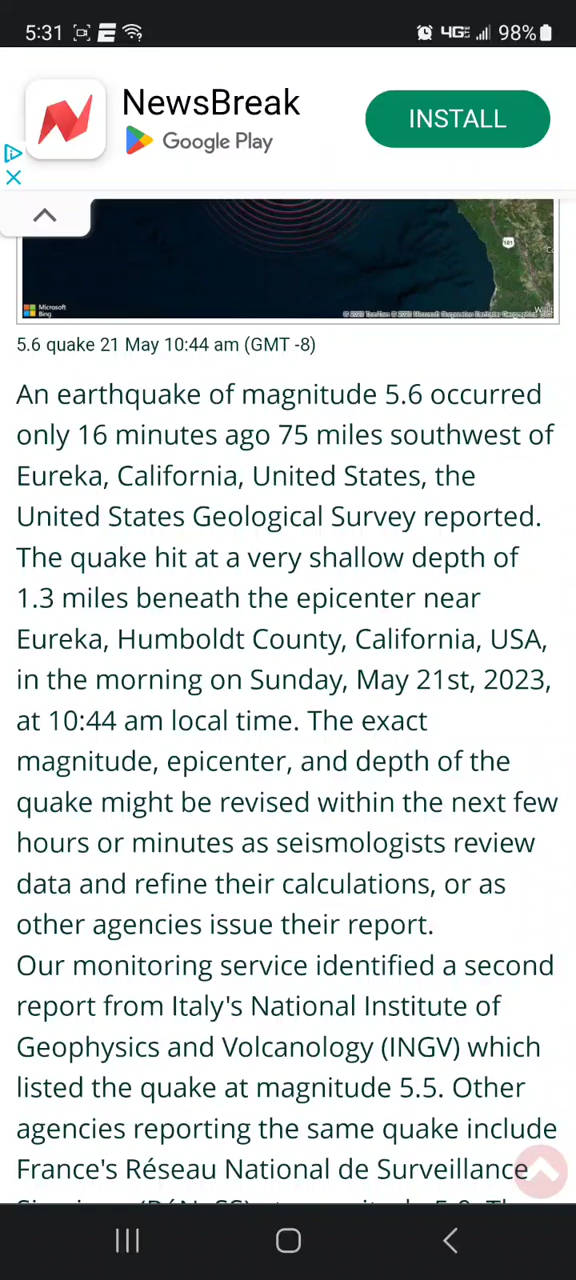 5:31
4GE 98%
NewsBreak
Google Play
INSTALL
101
Microsoft
Bing
5.6 quake 21 May 10:44 am (GMT -8)
An earthquake of magnitude 5.6 occurred
only 16 minutes ago 75 miles southwest of
Eureka, California, United States, the
United States Geological Survey reported.
The quake hit at a very shallow depth of
1.3 miles beneath the epicenter near
Eureka, Humboldt County, California, USA,
in the morning on Sunday, May 21st, 2023,
at 10:44 am local time. The exact
magnitude, epicenter, and depth of the
quake might be revised within the next few
hours or minutes as seismologists review
data and refine their calculations, or as
other agencies issue their report.
Our monitoring service identified a second
report from Italy's National Institute of
Geophysics and Volcanology (INGV) which
listed the quake at magnitude 5.5. Other
agencies reporting the same quake include
France's Réseau National de Surveillance